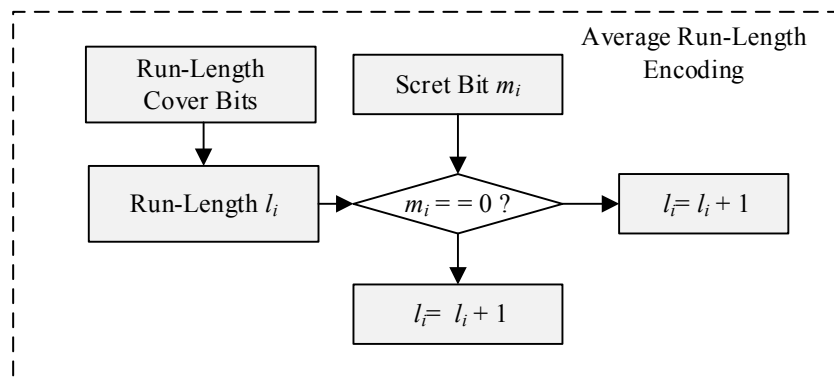 Average Run-Length
Encoding
Run-Length
Cover Bits
Scret Bit mᵢ
Run-Length lᵢ
mᵢ = = 0 ?
lᵢ= lᵢ + 1
lᵢ= lᵢ + 1